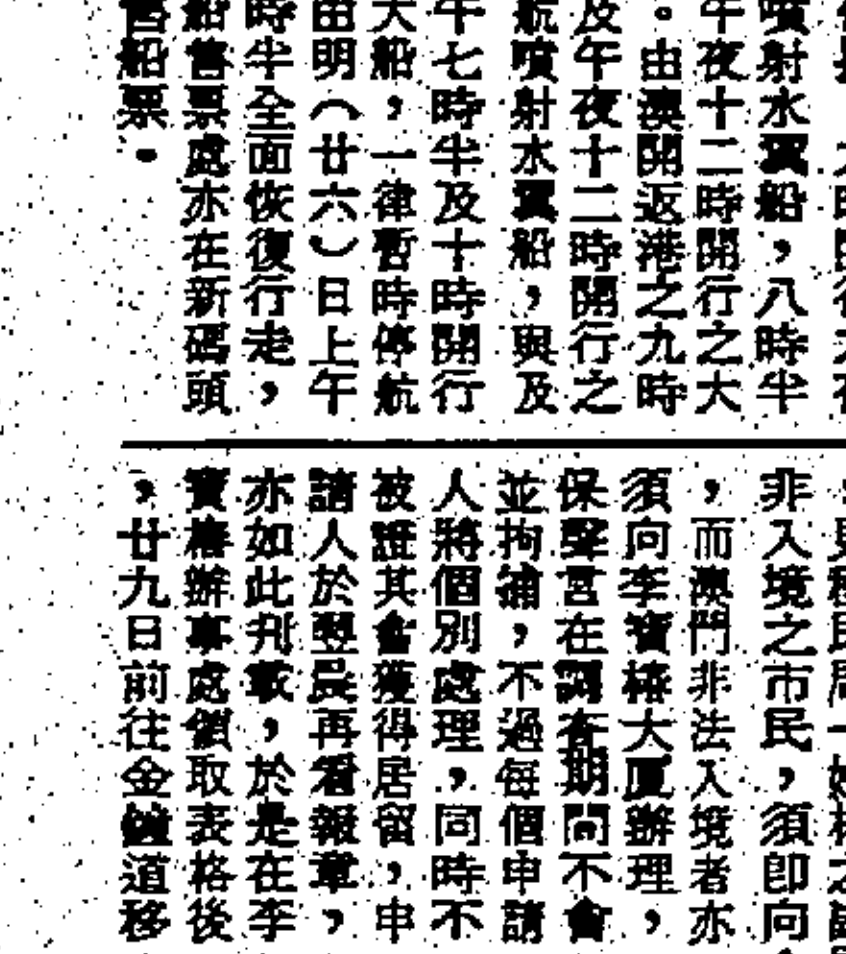 噴射水翼船，八時半
午夜十二時開行之大
。由澳開返港之九時
及午夜十二時開行之
航噴射水翼船，與及
午七時半及十時開行
大船，一律暫時停航
由明（廿六）日上午
時半全面恢復行走，
船售票處亦在新碼頭
售船票。
非入境之市民，須即向
，而澳門非法入境者亦
須向李寶椿大廈辦理，
保聲言在調查期間不會
並拘捕，不過每個申請
人將個別處理，同時不
被證其會獲得居留，申
請人於翌晨再看報章，
亦如此刋載，於是在李
寶椿辦事處領取表格後
，廿九日前往金鐘道移